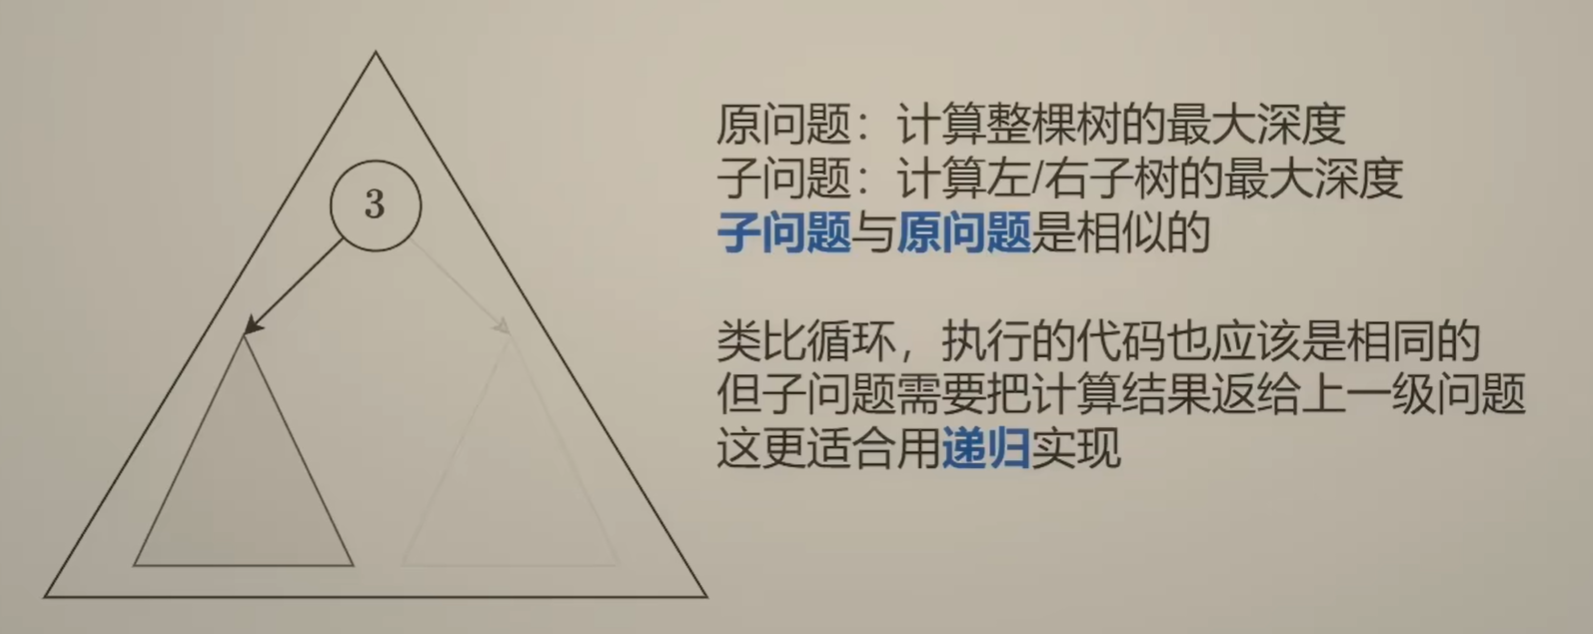 3
原问题：计算整棵树的最大深度
子问题：计算左/右子树的最大深度
子问题与原问题是相似的
类比循环，执行的代码也应该是相同的
但子问题需要把计算结果返给上一级问题
这更适合用递归实现